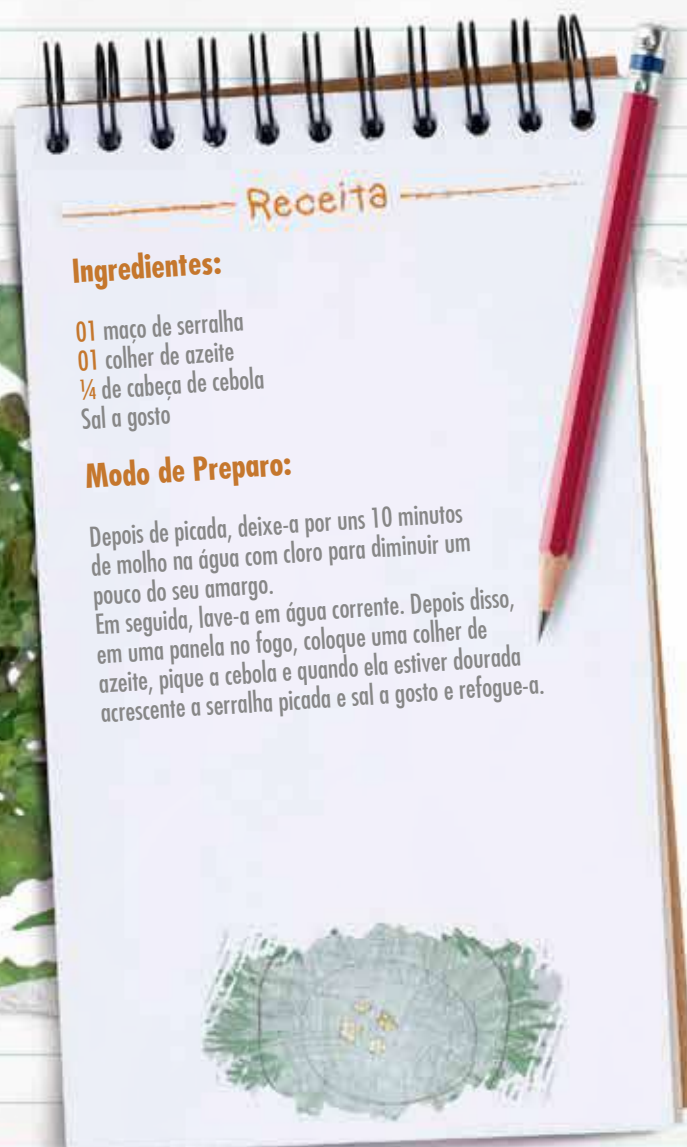 Receita
Ingredientes:
01 maço de serralha
01 colher de azeite
¼ de cabeça de cebola
Sal a gosto
Modo de Preparo:
Depois de picada, deixe-a por uns 10 minutos
de molho na água com cloro para diminuir um
pouco do seu amargo.
Em seguida, lave-a em água corrente. Depois disso,
em uma panela no fogo, coloque uma colher de
azeite, pique a cebola e quando ela estiver dourada
acrescente a serralha picada e sal a gosto e refogue-a.